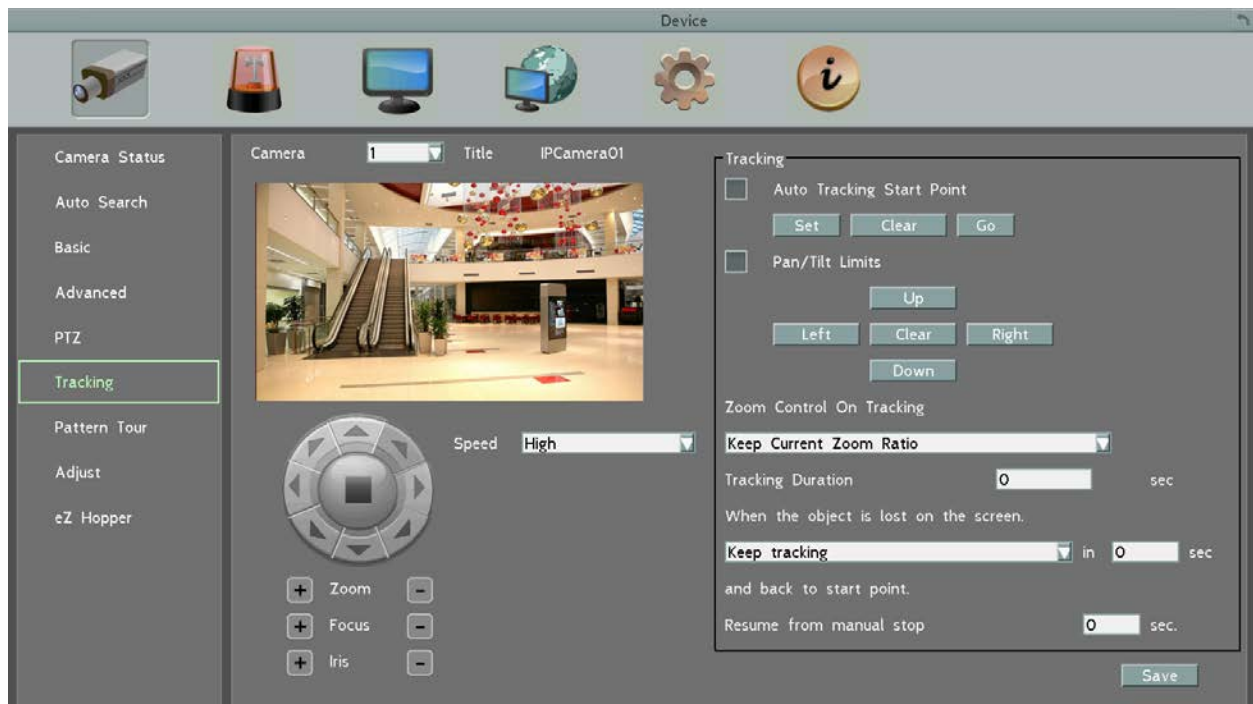 Device
Camera Status
Auto Search
Basic
Advanced
PTZ
Tracking
Pattern Tour
Adjust
eZ Hopper
Camera 1 Title IPCamera01
Speed High
+ Zoom -
+ Focus -
+ Iris -
Tracking
Auto Tracking Start Point
Set Clear Go
Pan/Tilt Limits
Up
Left Clear Right
Down
Zoom Control On Tracking
Keep Current Zoom Ratio
Tracking Duration 0 sec
When the object is lost on the screen.
Keep tracking in 0 sec
and back to start point.
Resume from manual stop 0 sec.
Save